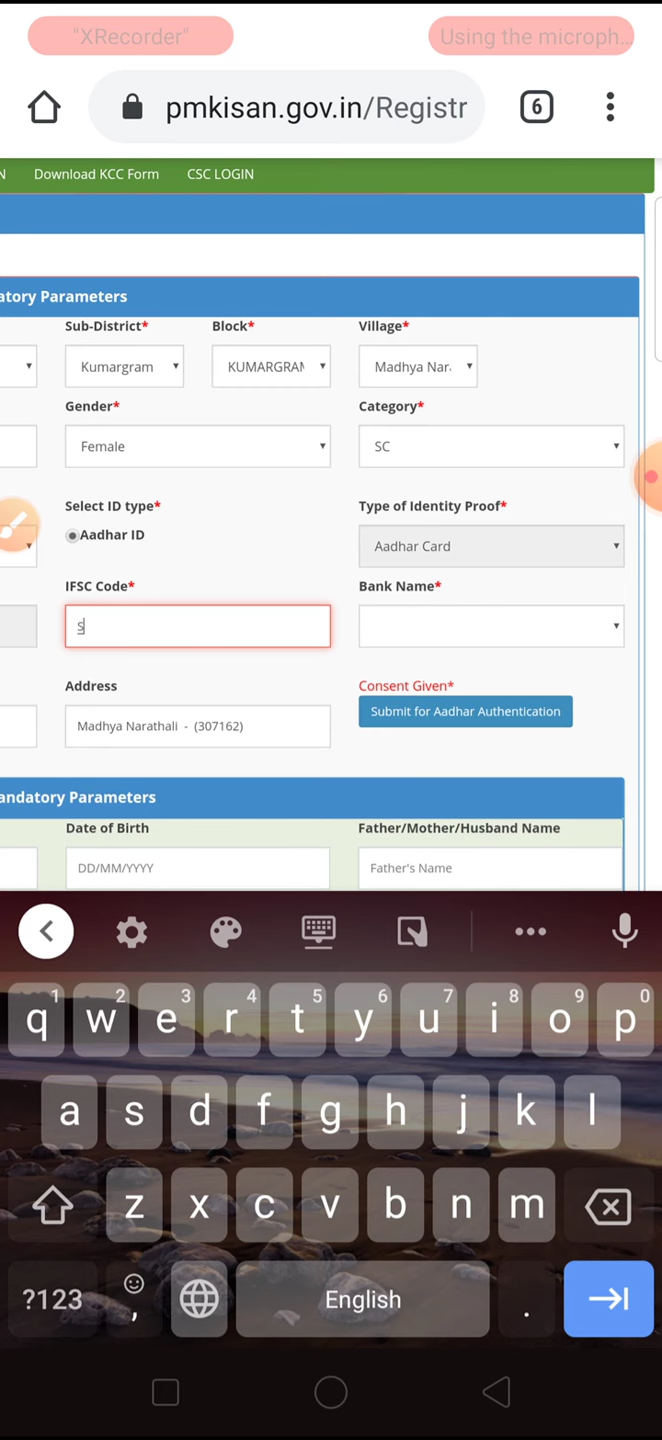 "XRecorder" Using the microph...
pmkisan.gov.in/Registr 6
N Download KCC Form CSC LOGIN
atory Parameters
Sub-District* Block* Village*
Kumargram KUMARGRAM Madhya Nar
Gender* Category*
Female SC
Select ID type* Type of Identity Proof*
Aadhar ID Aadhar Card
IFSC Code* Bank Name*
S
Address Consent Given*
Madhya Narathali - (307162) Submit for Aadhar Authentication
andatory Parameters
Date of Birth Father/Mother/Husband Name
DD/MM/YYYY Father's Name
1 2 3 4 5 6 7 8 9 0
q w e r t y u i o p
a s d f g h j k l
z x c v b n m
?123 , English .